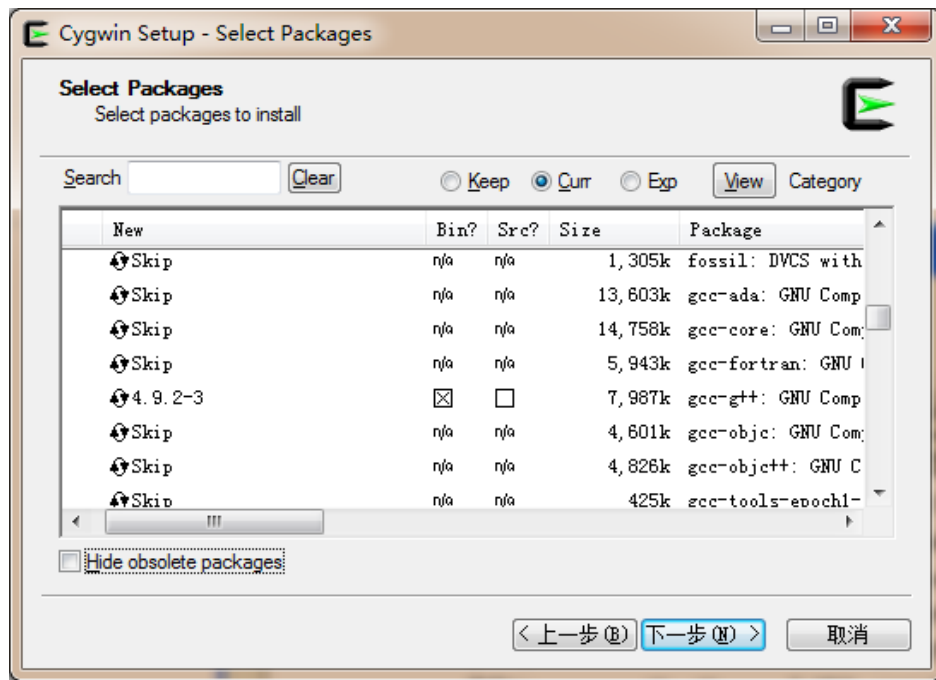 Cygwin Setup - Select Packages
Select Packages
Select packages to install
Search Clear Keep Curr Exp View Category
New Bin? Src? Size Package
Skip n/a n/a 1,305k fossil: DVCS with
Skip n/a n/a 13,603k gcc-ada: GNU Comp
Skip n/a n/a 14,758k gcc-core: GNU Com
Skip n/a n/a 5,943k gcc-fortran: GNU
4.9.2-3 7,987k gcc-g++: GNU Comp
Skip n/a n/a 4,601k gcc-objc: GNU Com
Skip n/a n/a 4,826k gcc-objc++: GNU C
Skip n/a n/a 425k gcc-tools-epoch1-
Hide obsolete packages
< 上一步(B) 下一步(N) > 取消